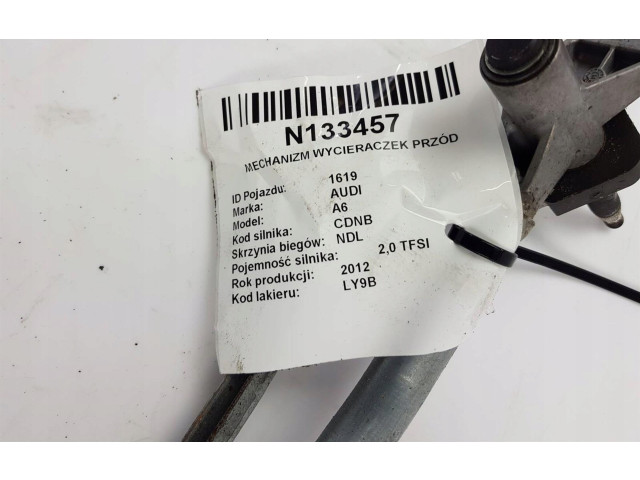 N133457
MECHANIZM WYCIERACZEK PRZÓD
ID Pojazdu: 1619
Marka: AUDI
Model: A6
Kod silnika: CDNB
Skrzynia biegów: NDL
Pojemność silnika: 2,0 TFSI
Rok produkcji: 2012
Kod lakieru: LY9B